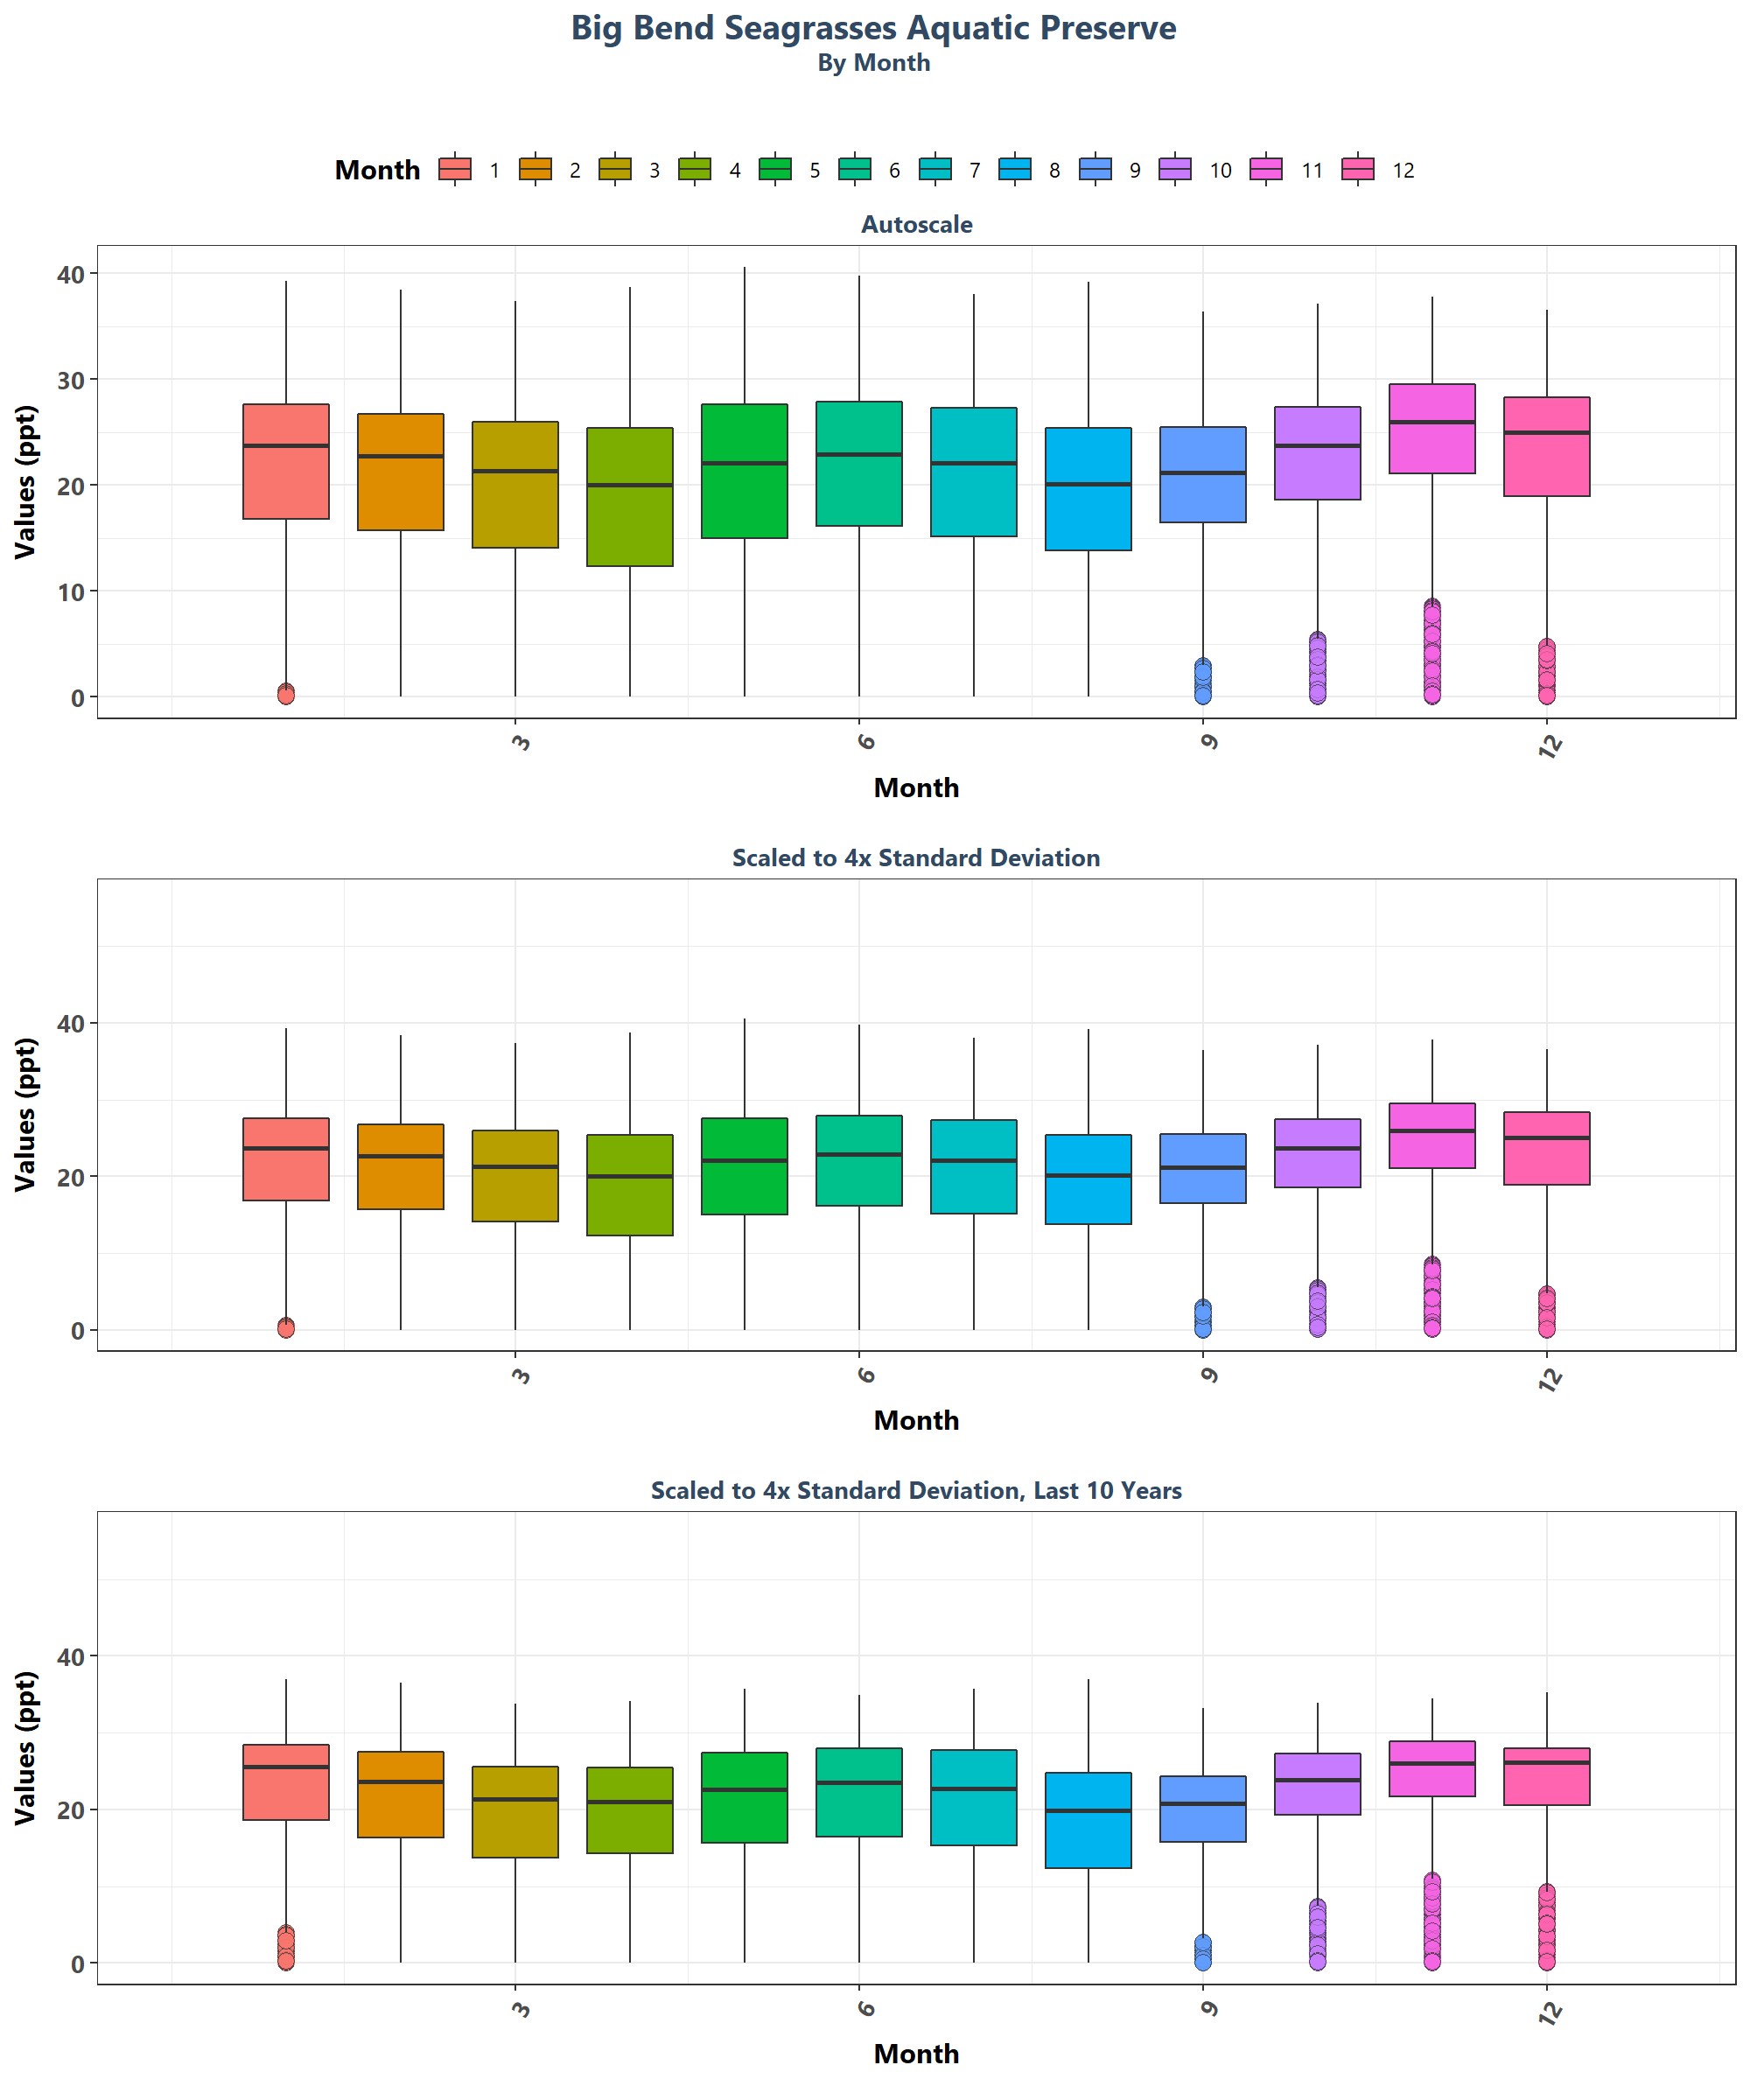 Big Bend Seagrasses Aquatic Preserve
By Month
Month 1 2 3 4 5 6 7 8 9 10 11 12
Autoscale
Values (ppt)
40
30
20
10
0
3 6 9 12
Month
Scaled to 4x Standard Deviation
Values (ppt)
40
20
0
3 6 9 12
Month
Scaled to 4x Standard Deviation, Last 10 Years
Values (ppt)
40
20
0
3 6 9 12
Month